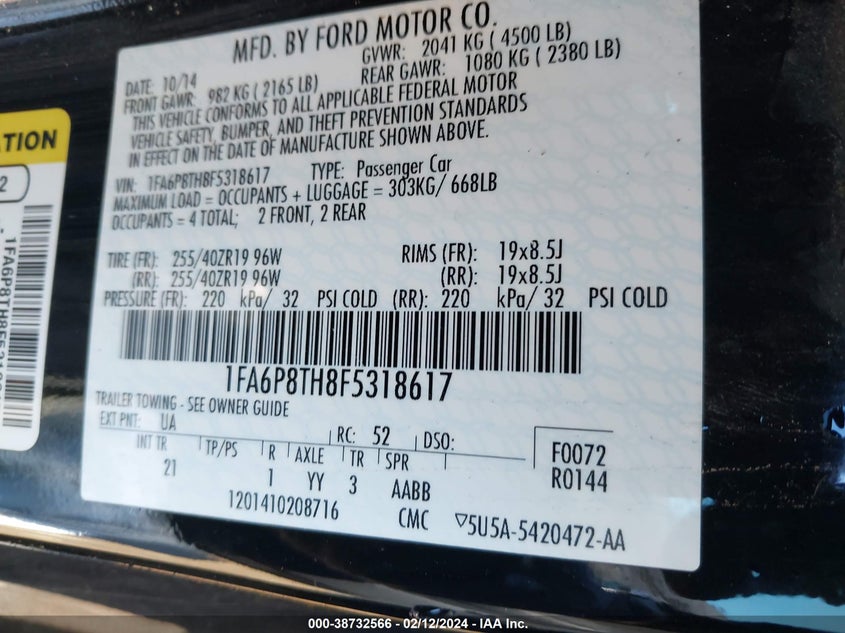 MFD. BY FORD MOTOR CO.
DATE: 10/14 GVWR: 2041 KG ( 4500 LB)
FRONT GAWR: 982 KG ( 2165 LB) REAR GAWR: 1080 KG ( 2380 LB)
THIS VEHICLE CONFORMS TO ALL APPLICABLE FEDERAL MOTOR
VEHICLE SAFETY, BUMPER, AND THEFT PREVENTION STANDARDS
IN EFFECT ON THE DATE OF MANUFACTURE SHOWN ABOVE.
VIN: 1FA6P8TH8F5318617 TYPE: Passenger Car
MAXIMUM LOAD = OCCUPANTS + LUGGAGE = 303KG/ 668LB
OCCUPANTS = 4 TOTAL; 2 FRONT, 2 REAR
TIRE (FR): 255/40ZR19 96W RIMS (FR): 19x8.5J
(RR): 255/40ZR19 96W (RR): 19x8.5J
PRESSURE (FR): 220 kPa/ 32 PSI COLD (RR): 220 kPa/ 32 PSI COLD
1FA6P8TH8F5318617
TRAILER TOWING - SEE OWNER GUIDE
EXT PNT: UA RC: 52 DSO:
INT TR TP/PS R AXLE TR SPR
21 1 YY 3 AABB
F0072
R0144
1201410208716 CMC ▽5U5A-5420472-AA
ATION
2
000-38732566 - 02/12/2024 - IAA Inc.